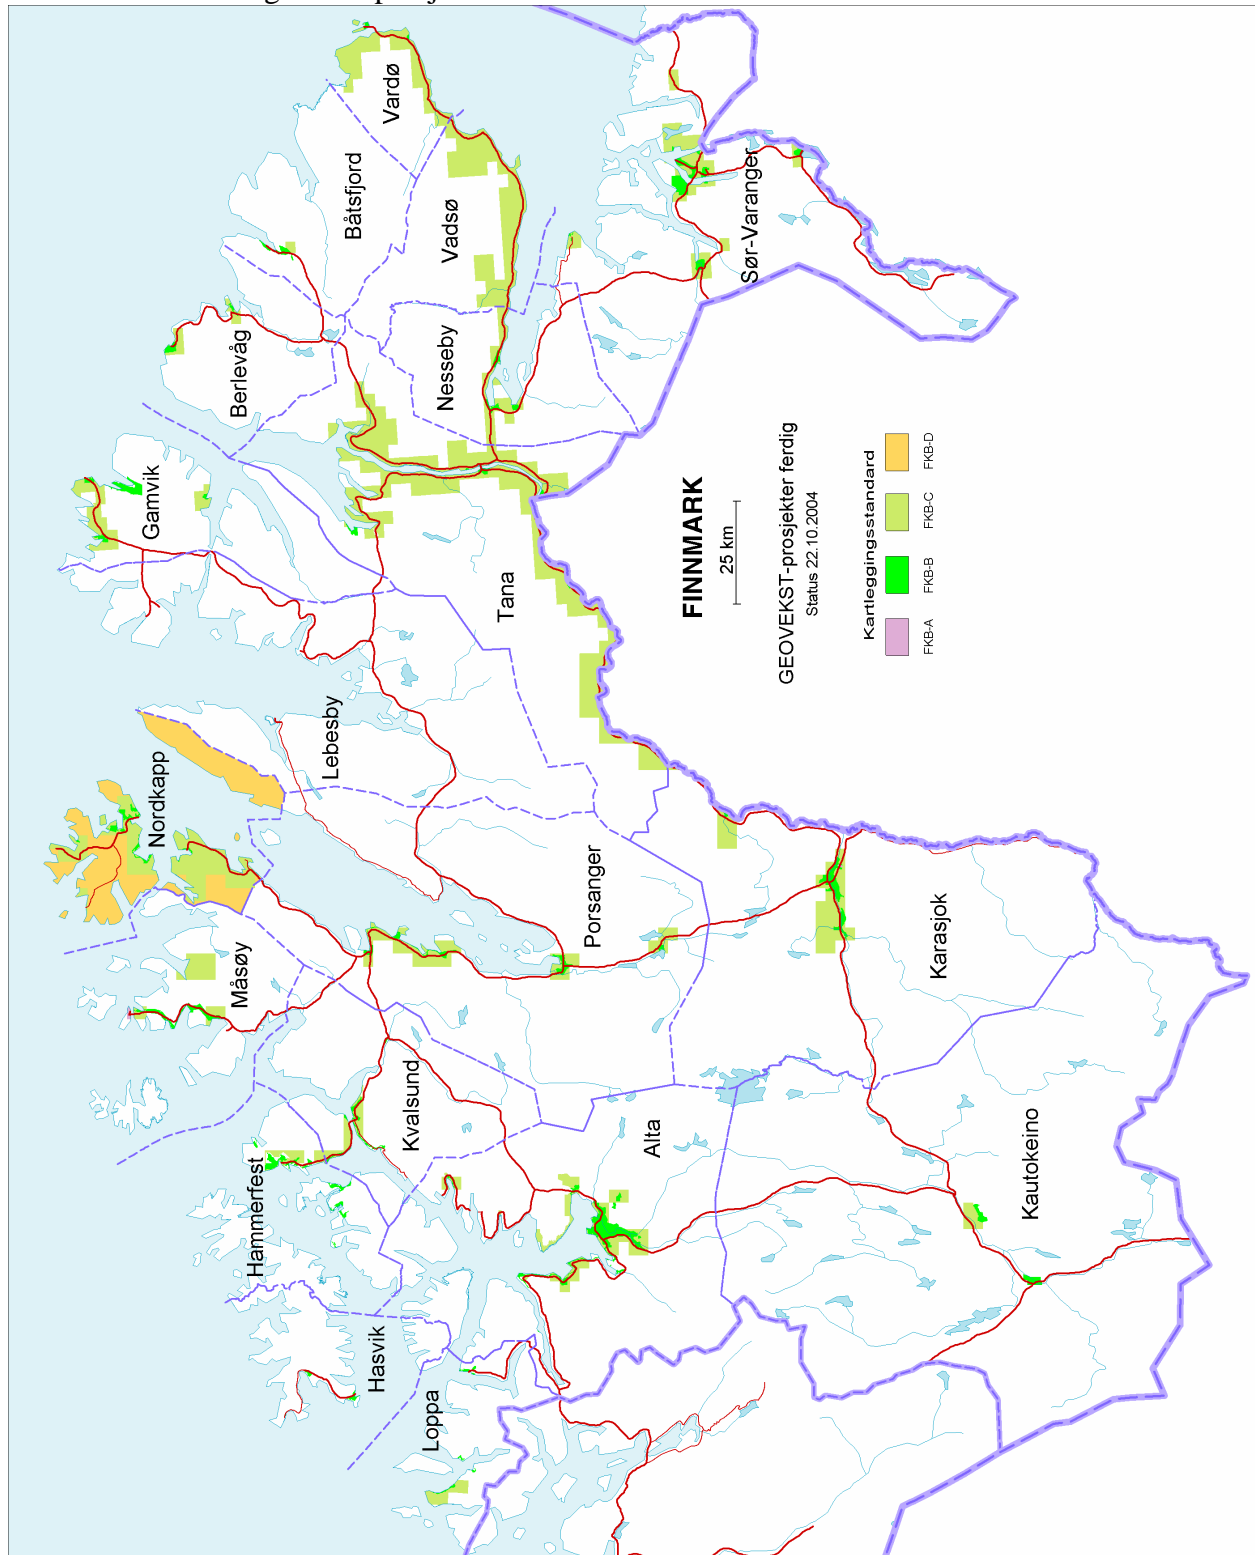 Vardø
Båtsfjord
Vadsø
Sør-Varanger
Berlevåg
Nesseby
Gamvik
Tana
Lebesby
Nordkapp
Porsanger
Måsøy
Karasjok
Kvalsund
Alta
Kautokeino
Hammerfest
Hasvik
Loppa
FINNMARK
25 km
GEOVEKST-prosjekter ferdig
Status 22.10.2004
Kartleggingsstandard
FKB-A
FKB-B
FKB-C
FKB-D